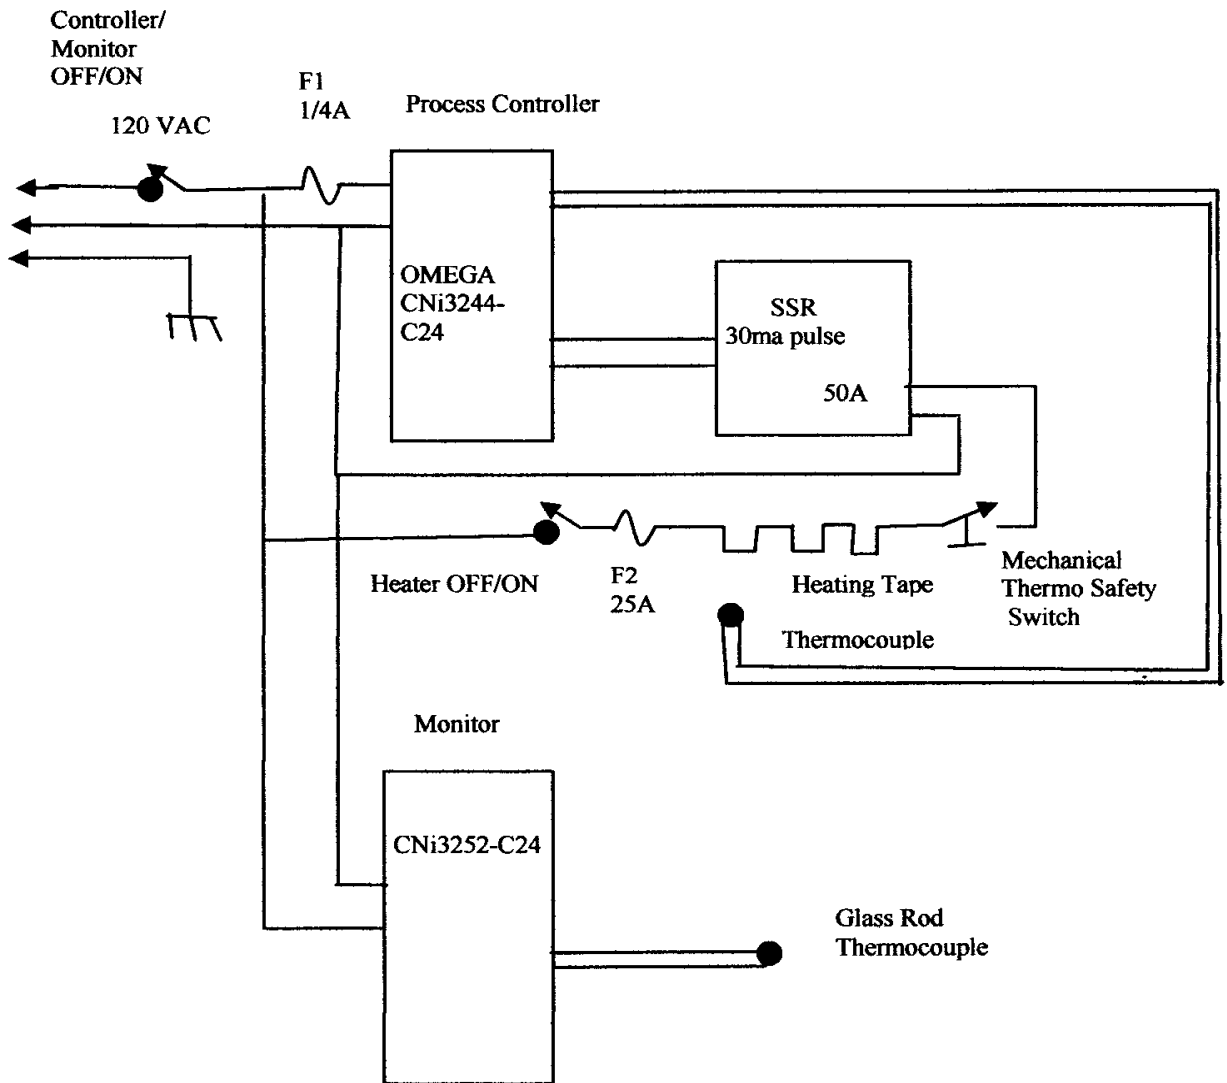 Controller/
Monitor
OFF/ON
120 VAC
F1
1/4A
Process Controller
OMEGA
CNi3244-
C24
SSR
30ma pulse
50A
Heater OFF/ON
F2
25A
Heating Tape
Mechanical
Thermo Safety
Switch
Thermocouple
Monitor
CNi3252-C24
Glass Rod
Thermocouple